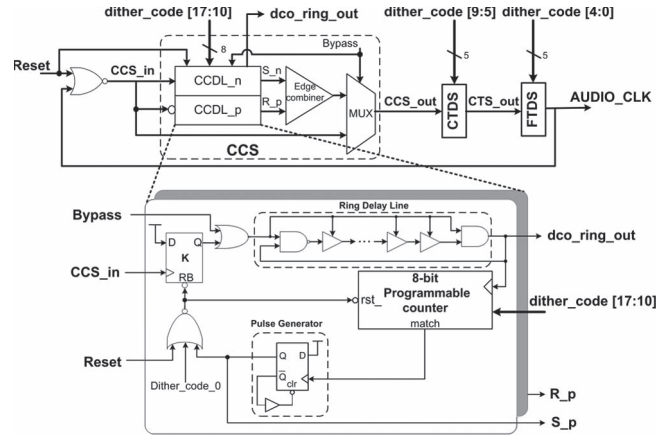 dither_code [17:10]
dco_ring_out
dither_code [9:5]
dither_code [4:0]
Reset
CCS_in
8
Bypass
5
5
CCDL_n
S_n
Edge
combiner
CCDL_p
R_p
MUX
CCS_out
CTDS
CTS_out
FTDS
AUDIO_CLK
CCS
Bypass
Ring Delay Line
dco_ring_out
D
Q
K
RB
CCS_in
8-bit
Programmable
counter
rst_
match
dither_code [17:10]
Pulse Generator
Reset
Dither_code_0
Q
D
Q
clr
R_p
S_p